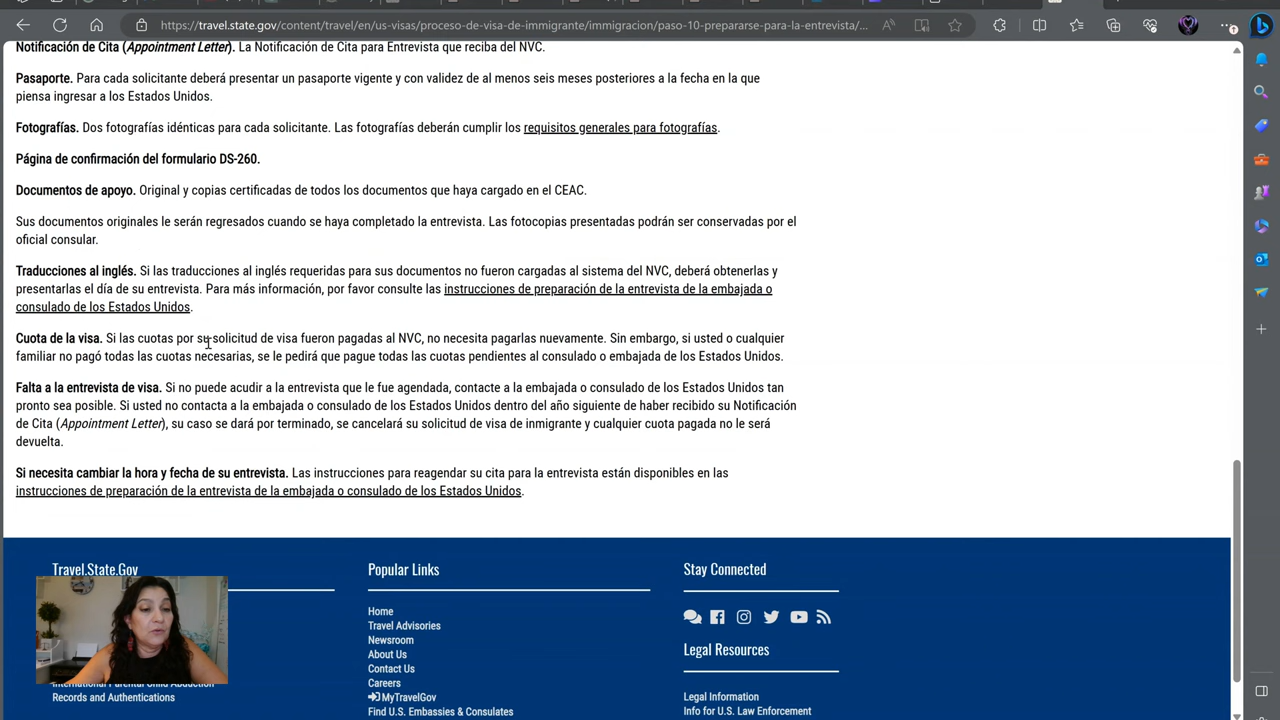 https://travel.state.gov/content/travel/en/us-visas/proceso-de-visa-de-inmigrante/inmigracion/paso-10-prepararse-para-la-entrevista/...
Notificación de Cita (Appointment Letter). La Notificación de Cita para Entrevista que reciba del NVC.
Pasaporte. Para cada solicitante deberá presentar un pasaporte vigente y con validez de al menos seis meses posteriores a la fecha en la que
piensa ingresar a los Estados Unidos.
Fotografías. Dos fotografías idénticas para cada solicitante. Las fotografías deberán cumplir los requisitos generales para fotografías.
Página de confirmación del formulario DS-260.
Documentos de apoyo. Original y copias certificadas de todos los documentos que haya cargado en el CEAC.
Sus documentos originales le serán regresados cuando se haya completado la entrevista. Las fotocopias presentadas podrán ser conservadas por el
oficial consular.
Traducciones al inglés. Si las traducciones al inglés requeridas para sus documentos no fueron cargadas al sistema del NVC, deberá obtenerlas y
presentarlas el día de su entrevista. Para más información, por favor consulte las instrucciones de preparación de la entrevista de la embajada o
consulado de los Estados Unidos.
Cuota de la visa. Si las cuotas por su solicitud de visa fueron pagadas al NVC, no necesita pagarlas nuevamente. Sin embargo, si usted o cualquier
familiar no pagó todas las cuotas necesarias, se le pedirá que pague todas las cuotas pendientes al consulado o embajada de los Estados Unidos.
Falta a la entrevista de visa. Si no puede acudir a la entrevista que le fue agendada, contacte a la embajada o consulado de los Estados Unidos tan
pronto sea posible. Si usted no contacta a la embajada o consulado de los Estados Unidos dentro del año siguiente de haber recibido su Notificación
de Cita (Appointment Letter), su caso se dará por terminado, se cancelará su solicitud de visa de inmigrante y cualquier cuota pagada no le será
devuelta.
Si necesita cambiar la hora y fecha de su entrevista. Las instrucciones para reagendar su cita para la entrevista están disponibles en las
instrucciones de preparación de la entrevista de la embajada o consulado de los Estados Unidos.
Travel.State.Gov
International Parental Child Abduction
Records and Authentications
Popular Links
Home
Travel Advisories
Newsroom
About Us
Contact Us
Careers
MyTravelGov
Find U.S. Embassies & Consulates
Stay Connected
Legal Resources
Legal Information
Info for U.S. Law Enforcement